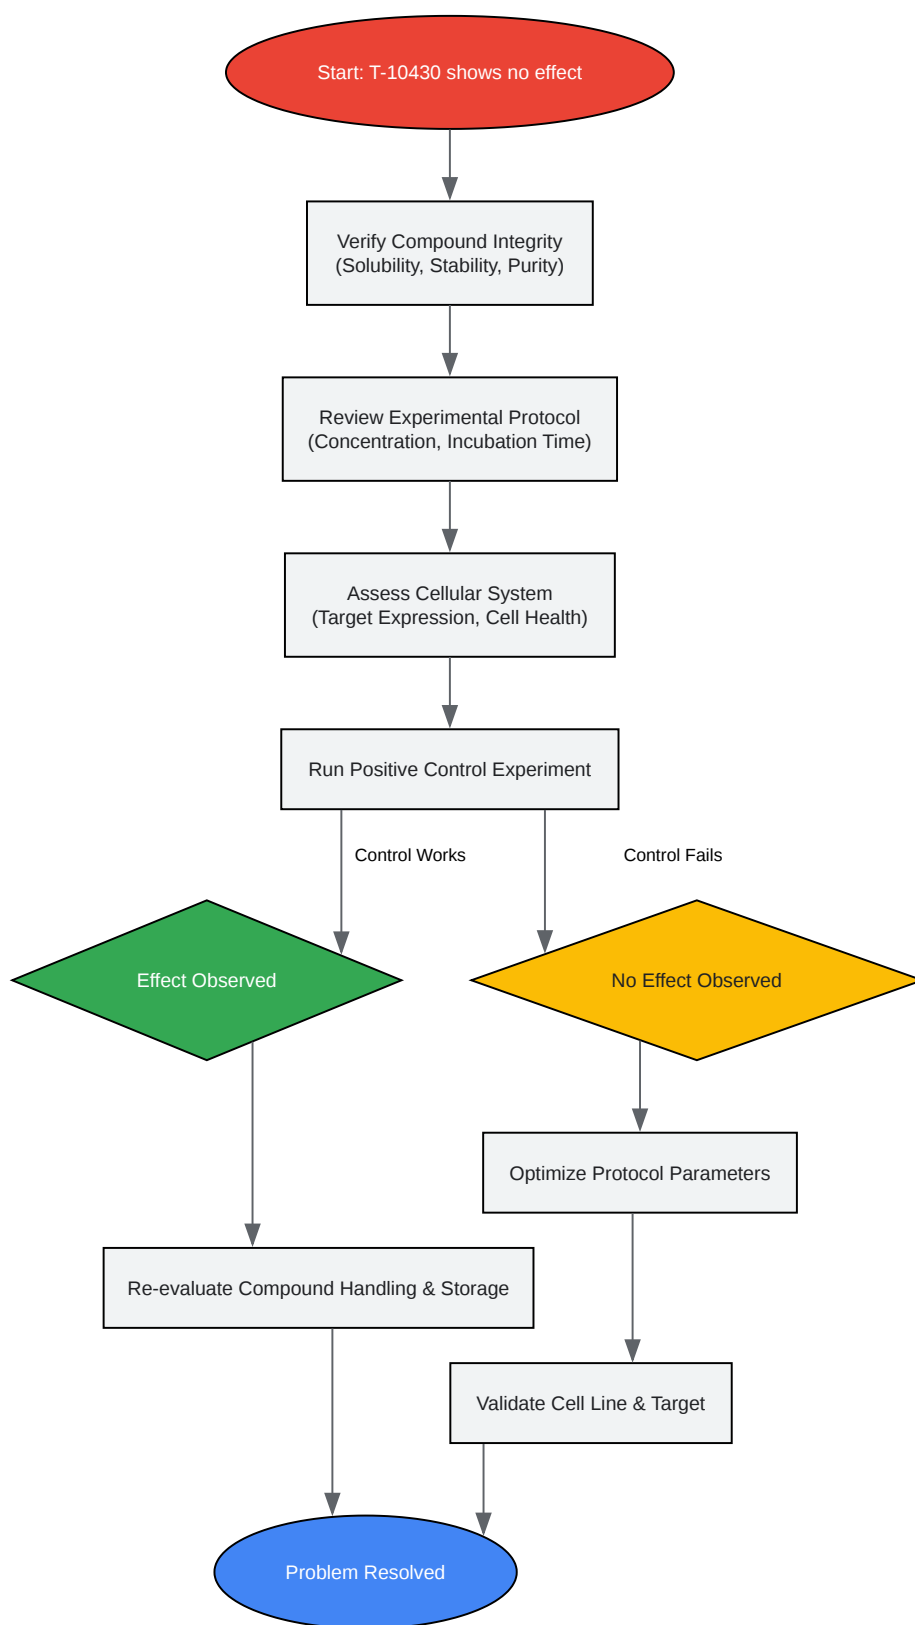 Start: T-10430 shows no effect
Verify Compound Integrity
(Solubility, Stability, Purity)
Review Experimental Protocol
(Concentration, Incubation Time)
Assess Cellular System
(Target Expression, Cell Health)
Run Positive Control Experiment
Control Works
Control Fails
Effect Observed
No Effect Observed
Optimize Protocol Parameters
Re-evaluate Compound Handling & Storage
Validate Cell Line & Target
Problem Resolved